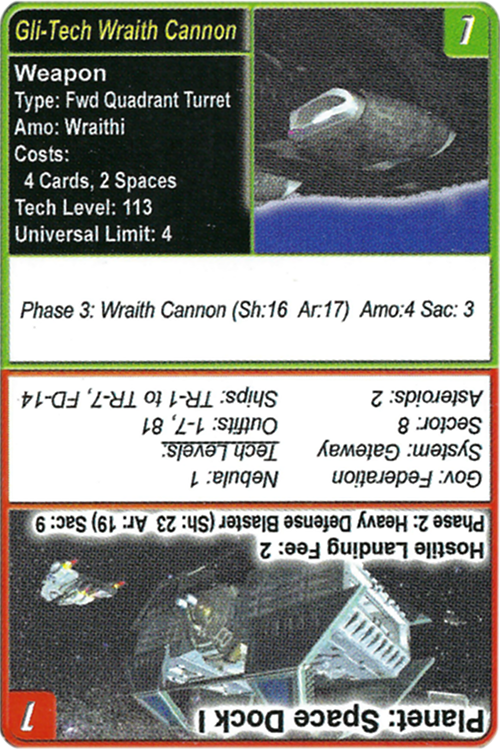 Gli-Tech Wraith Cannon
1
Weapon
Type: Fwd Quadrant Turret
Amo: Wraithi
Costs:
4 Cards, 2 Spaces
Tech Level: 113
Universal Limit: 4
Phase 3: Wraith Cannon (Sh:16 Ar:17) Amo:4 Sac: 3
Planet: Space Dock I
1
Hostile Landing Fee: 2
Phase 2: Heavy Defense Blaster (Sh: 23 Ar: 19) Sac: 9
Gov: Federation
System: Gateway
Sector: 8
Asteroids: 2
Nebula: 1
Tech Levels:
Outfits: 1-7, 81
Ships: TR-1 to TR-7, FD-14